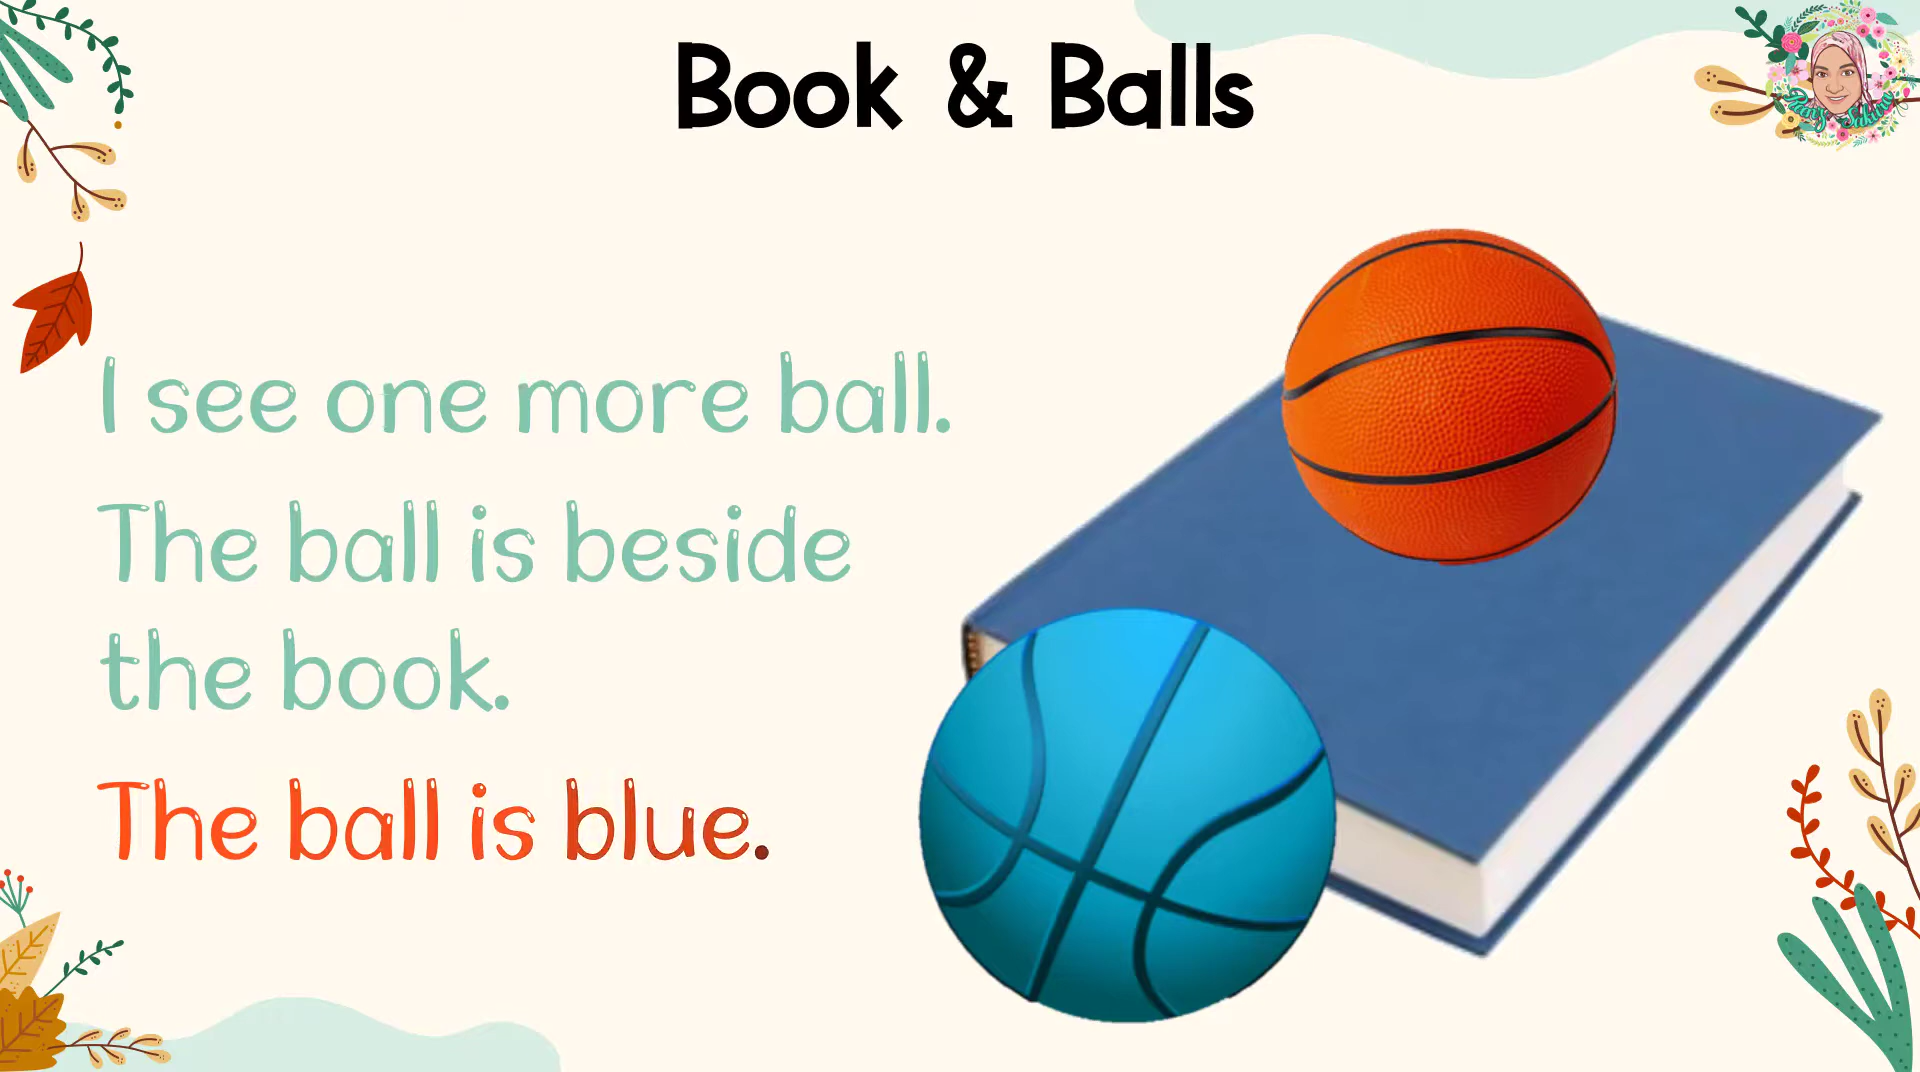 Book & Balls
I see one more ball.
The ball is beside
the book.
The ball is blue.